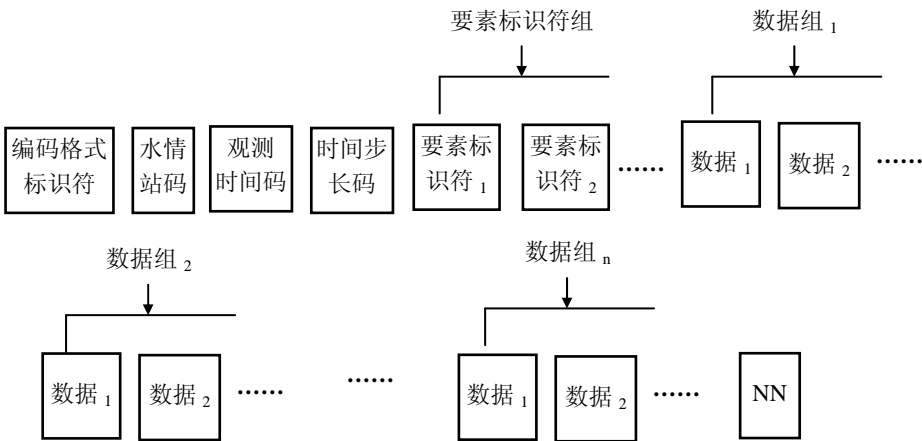 要素标识符组
数据组 1
编码格式
标识符
水情
站码
观测
时间码
时间步
长码
要素标
识符 1
要素标
识符 2
……
数据 1
数据 2
……
数据组 2
数据组 n
数据 1
数据 2
……
……
数据 1
数据 2
……
NN